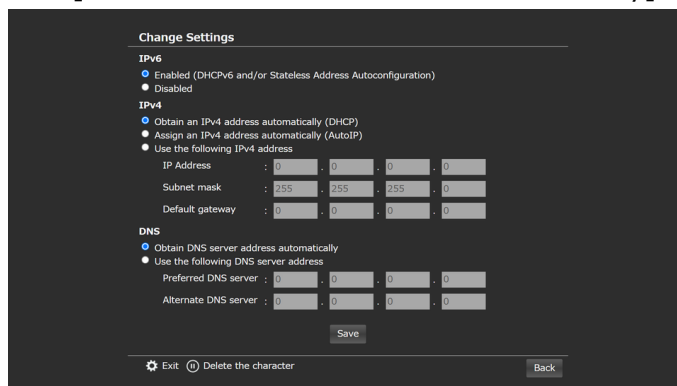 Change Settings
IPv6
Enabled (DHCPv6 and/or Stateless Address Autoconfiguration)
Disabled
IPv4
Obtain an IPv4 address automatically (DHCP)
Assign an IPv4 address automatically (AutoIP)
Use the following IPv4 address
IP Address : 0 . 0 . 0 . 0
Subnet mask : 255 . 255 . 255 . 0
Default gateway : 0 . 0 . 0 . 0
DNS
Obtain DNS server address automatically
Use the following DNS server address
Preferred DNS server : 0 . 0 . 0 . 0
Alternate DNS server : 0 . 0 . 0 . 0
Save
Exit Delete the character Back